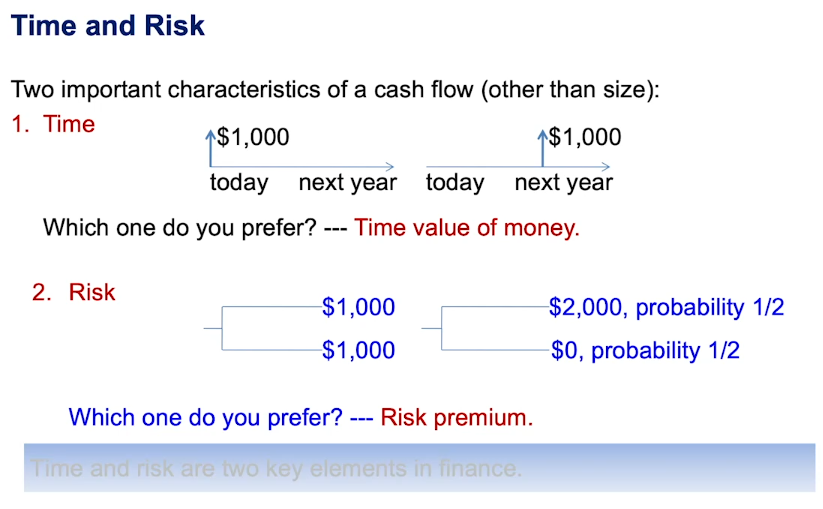 Time and Risk
Two important characteristics of a cash flow (other than size):
1. Time
$1,000 $1,000
today next year today next year
Which one do you prefer? --- Time value of money.
2. Risk
$1,000 $2,000, probability 1/2
$1,000 $0, probability 1/2
Which one do you prefer? --- Risk premium.
Time and risk are two key elements in finance.